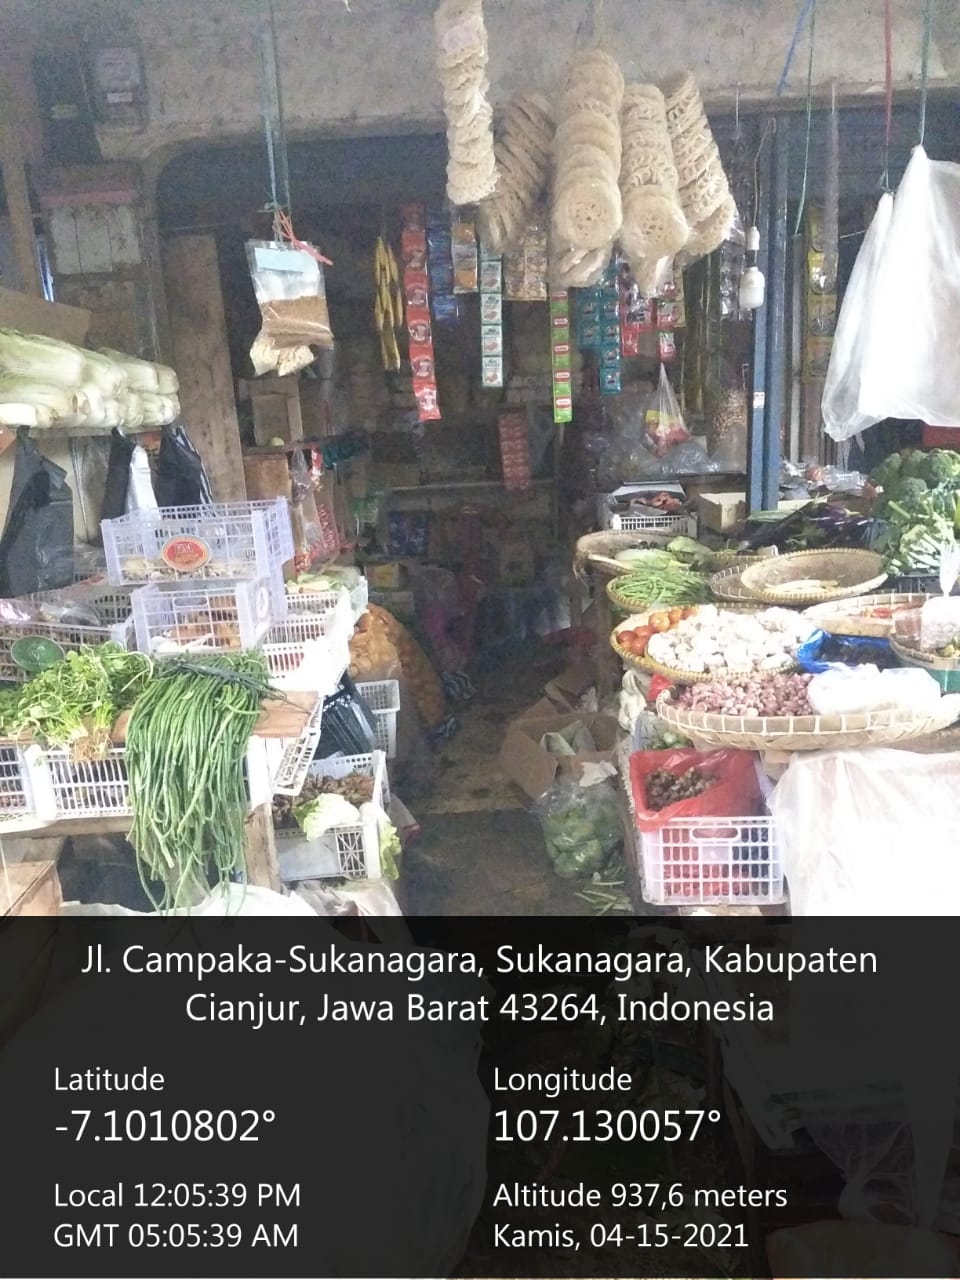 Jl. Campaka-Sukanagara, Sukanagara, Kabupaten
Cianjur, Jawa Barat 43264, Indonesia
Latitude
-7.1010802°
Longitude
107.130057°
Local 12:05:39 PM
GMT 05:05:39 AM
Altitude 937,6 meters
Kamis, 04-15-2021